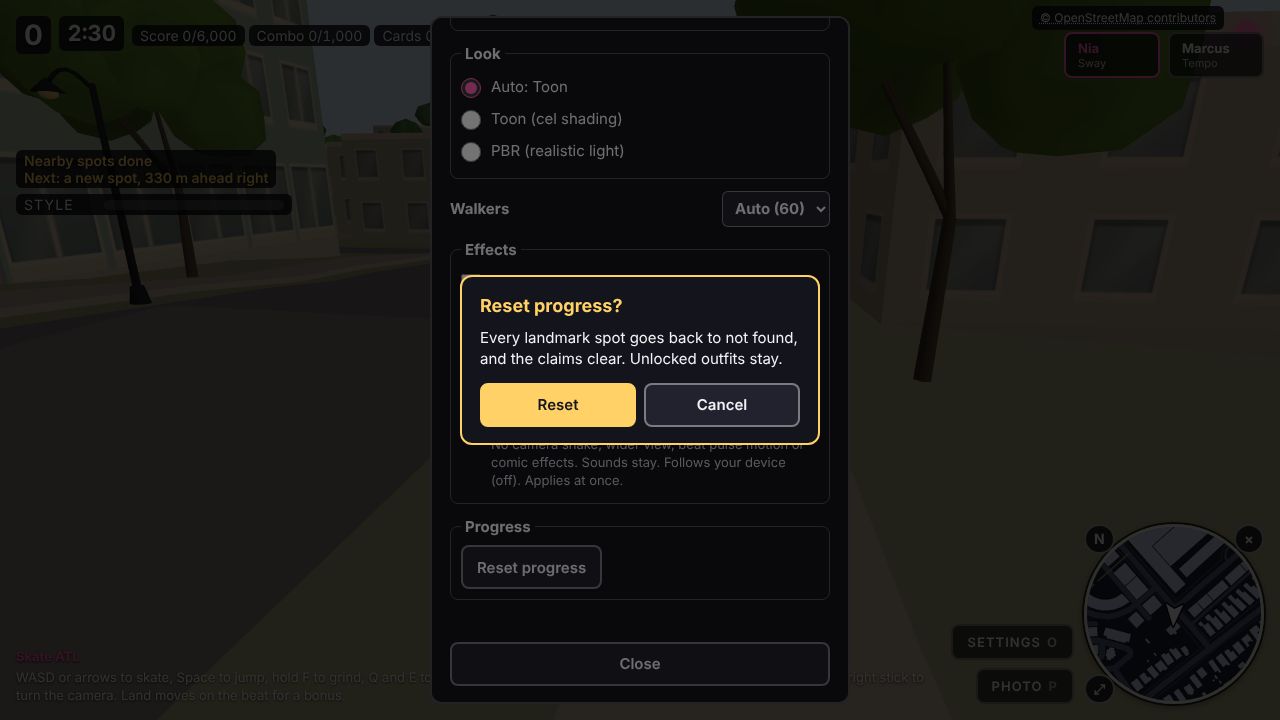 0
2:30
Score 0/6,000
Combo 0/1,000
Cards
© OpenStreetMap contributors
Nia
Sway
Marcus
Tempo
Nearby spots done
Next: a new spot, 330 m ahead right
STYLE
Look
Auto: Toon
Toon (cel shading)
PBR (realistic light)
Walkers
Auto (60)
Effects
Reset progress?
Every landmark spot goes back to not found,
and the claims clear. Unlocked outfits stay.
Reset
Cancel
No camera shake, wider view, beat pulse motion or
comic effects. Sounds stay. Follows your device
(off). Applies at once.
Progress
Reset progress
Close
N
×
SETTINGS O
PHOTO P
Skate ATL
WASD or arrows to skate, Space to jump, hold F to grind, Q and E to
right stick to
turn the camera. Land moves on the beat for a bonus.